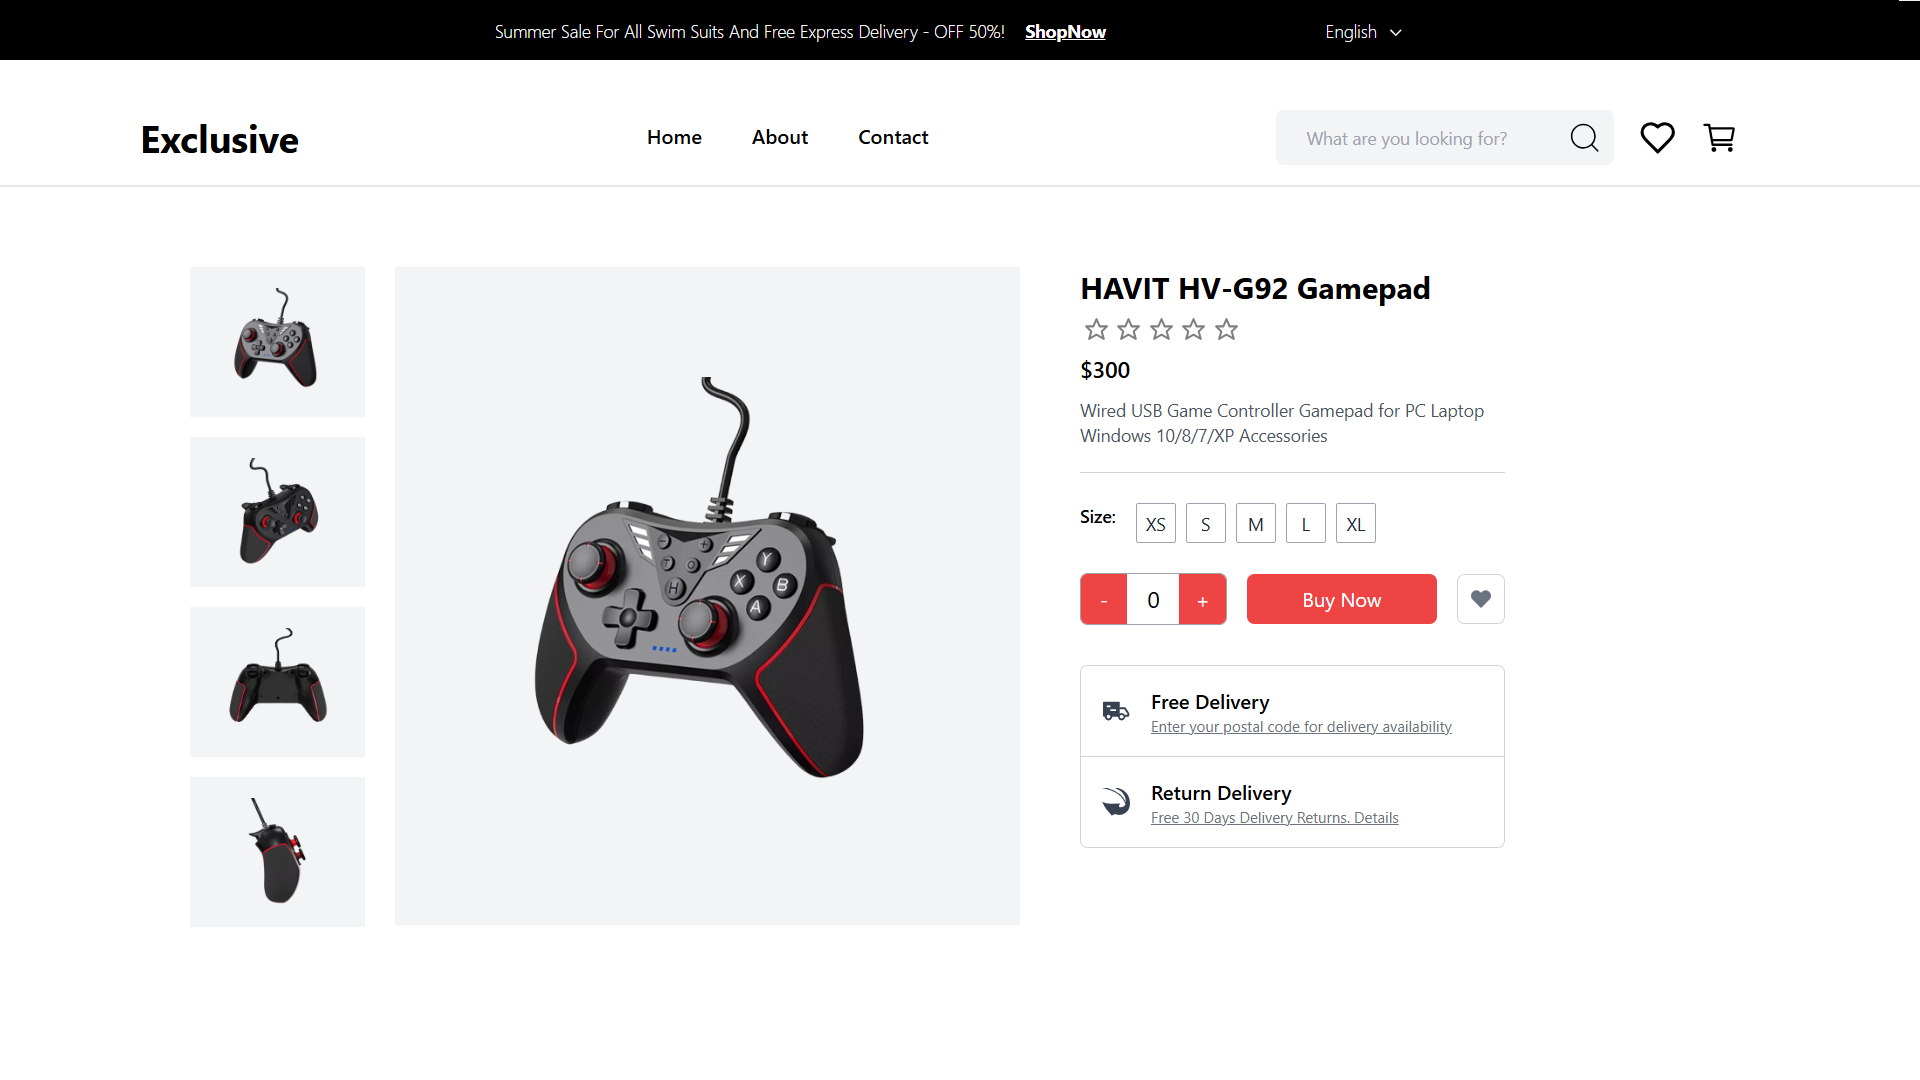 Summer Sale For All Swim Suits And Free Express Delivery - OFF 50%! ShopNow
English
Exclusive
Home
About
Contact
What are you looking for?
HAVIT HV-G92 Gamepad
$300
Wired USB Game Controller Gamepad for PC Laptop
Windows 10/8/7/XP Accessories
Size:
XS
S
M
L
XL
-
0
+
Buy Now
Free Delivery
Enter your postal code for delivery availability
Return Delivery
Free 30 Days Delivery Returns. Details
T
H
Y
X
B
A